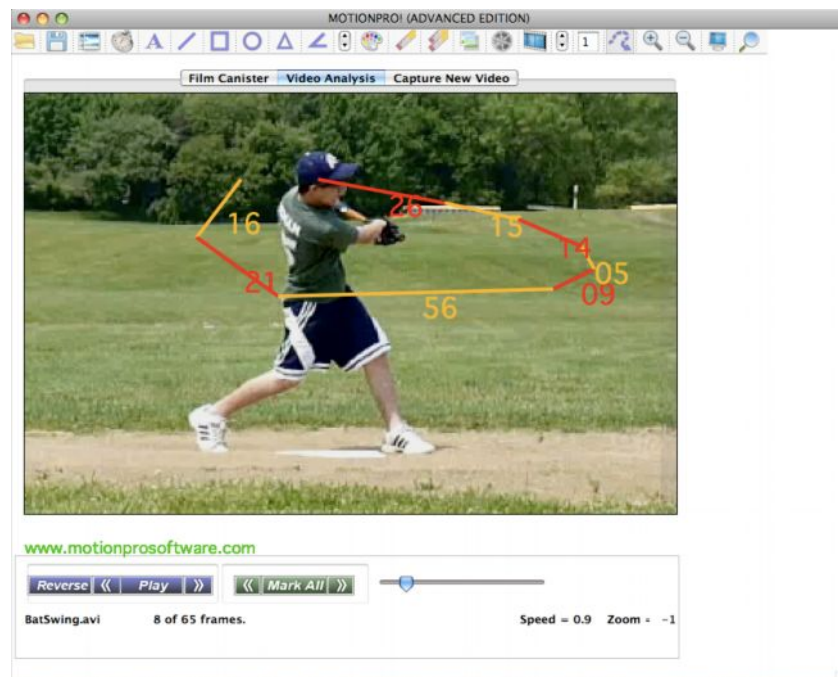 MOTIONPRO! (ADVANCED EDITION)
A 1
Film Canister Video Analysis Capture New Video
16
26
15
14
21
05
09
56
www.motionprosoftware.com
Reverse « Play » « Mark All »
BatSwing.avi 8 of 65 frames. Speed = 0.9 Zoom = -1